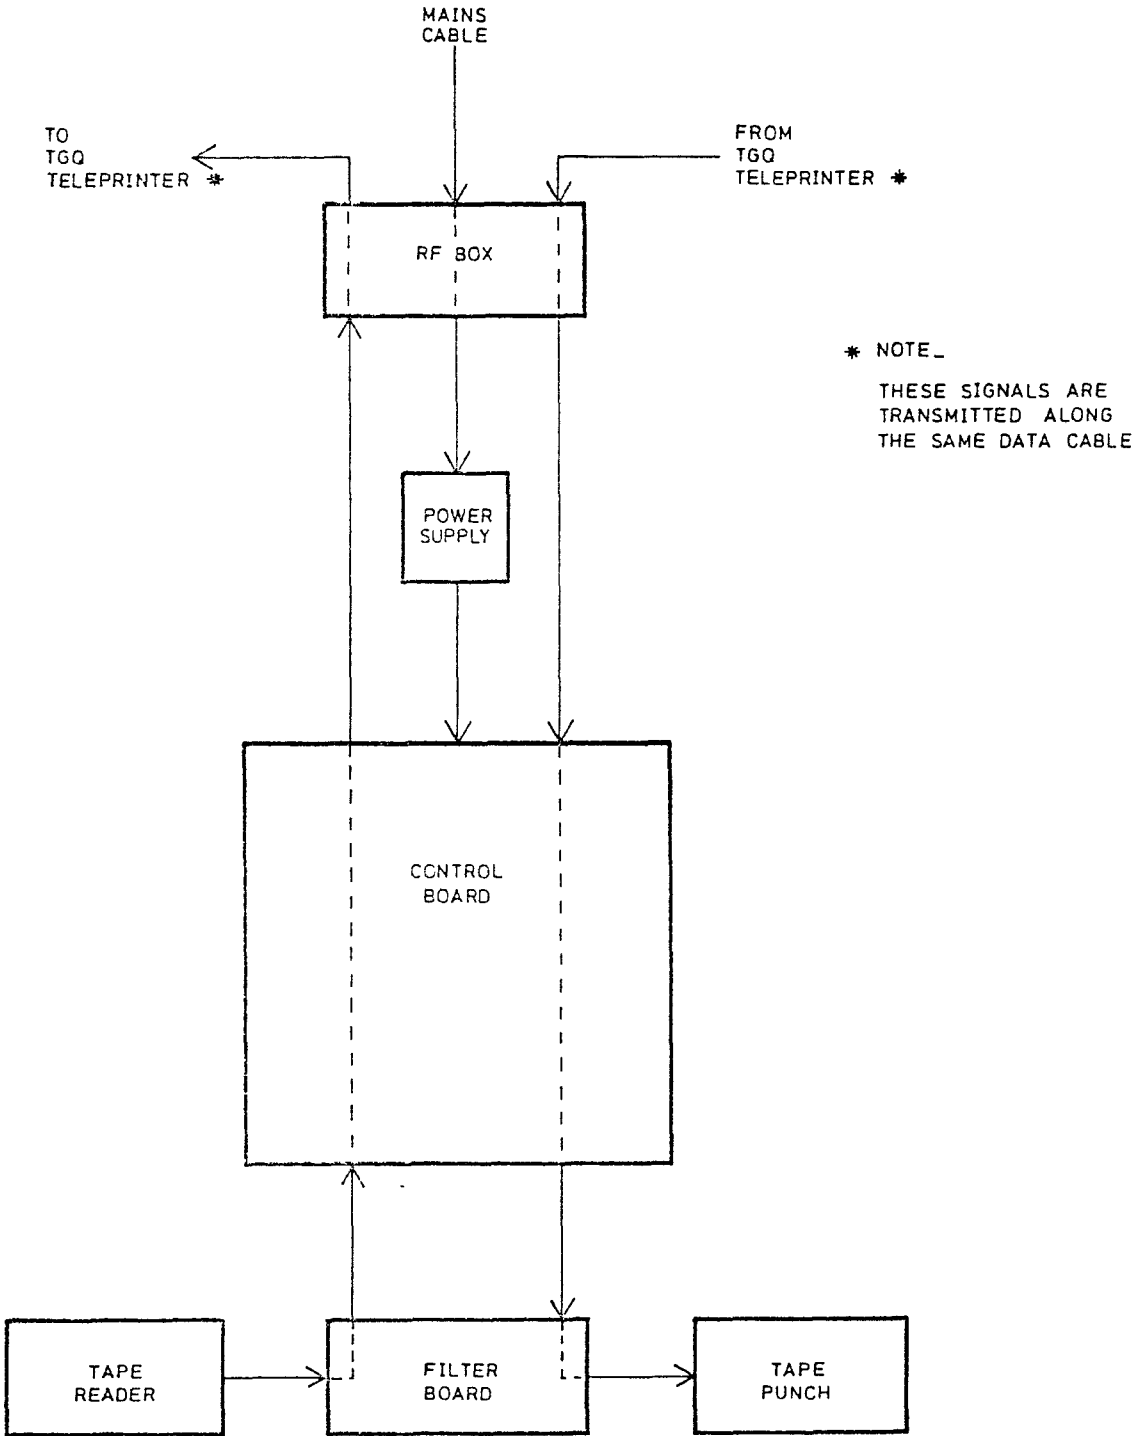 MAINS
CABLE
TO
TGQ
TELEPRINTER *
FROM
TGQ
TELEPRINTER *
RF BOX
* NOTE_
THESE SIGNALS ARE
TRANSMITTED ALONG
THE SAME DATA CABLE
POWER
SUPPLY
CONTROL
BOARD
TAPE
READER
FILTER
BOARD
TAPE
PUNCH